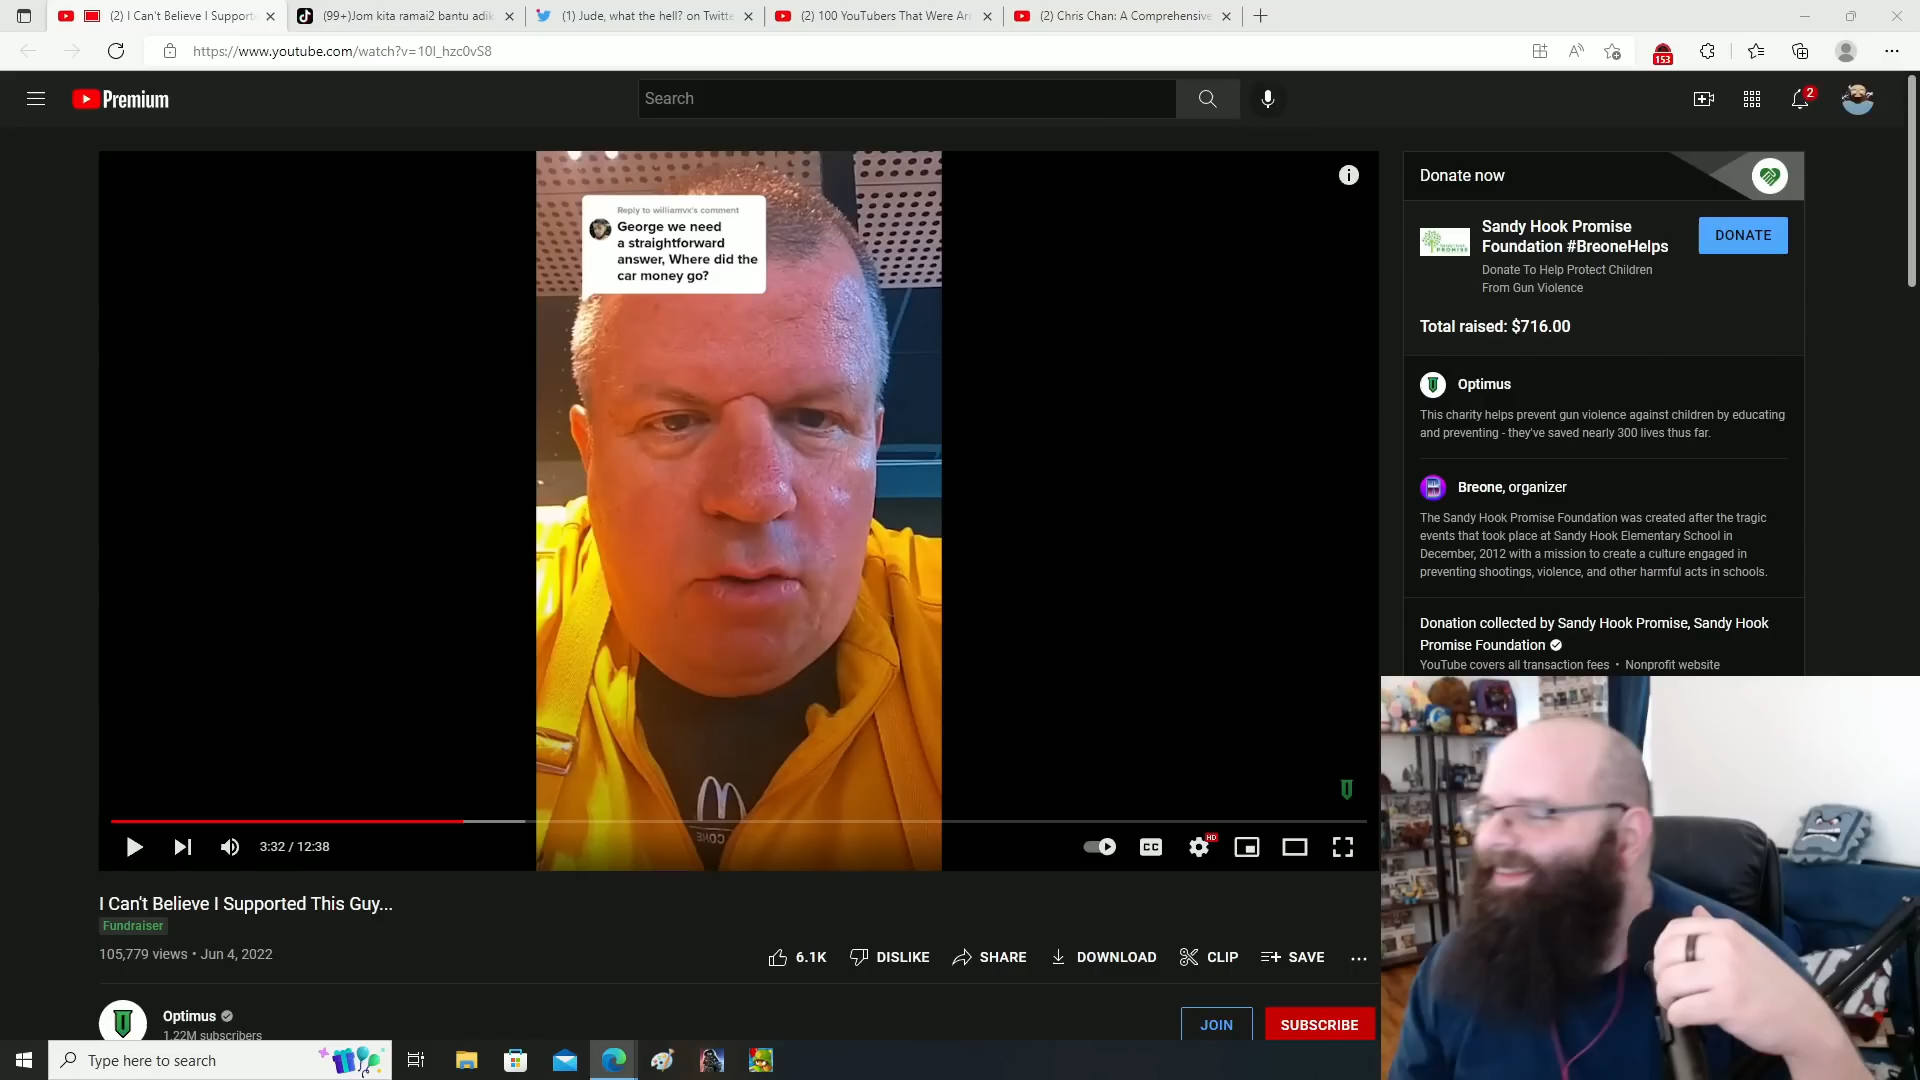 (2) I Can't Believe I Support
(99+)Jom kita ramai2 bantu adik
(1) Jude, what the hell? on Twitte
(2) 100 YouTubers That Were Arr
(2) Chris Chan: A Comprehensive
https://www.youtube.com/watch?v=10l_hzc0vS8
153
Premium
Search
2
Reply to williamvx's comment
George we need
a straightforward
answer, Where did the
car money go?
3:32 / 12:38
CC
HD
I Can't Believe I Supported This Guy...
Fundraiser
105,779 views • Jun 4, 2022
6.1K
DISLIKE
SHARE
DOWNLOAD
CLIP
SAVE
Optimus
1.22M subscribers
JOIN
SUBSCRIBE
Donate now
Sandy Hook Promise
Foundation #BreoneHelps
Donate To Help Protect Children
From Gun Violence
DONATE
Total raised: $716.00
Optimus
This charity helps prevent gun violence against children by educating
and preventing - they've saved nearly 300 lives thus far.
Breone, organizer
The Sandy Hook Promise Foundation was created after the tragic
events that took place at Sandy Hook Elementary School in
December, 2012 with a mission to create a culture engaged in
preventing shootings, violence, and other harmful acts in schools.
Donation collected by Sandy Hook Promise, Sandy Hook
Promise Foundation
YouTube covers all transaction fees • Nonprofit website
Type here to search